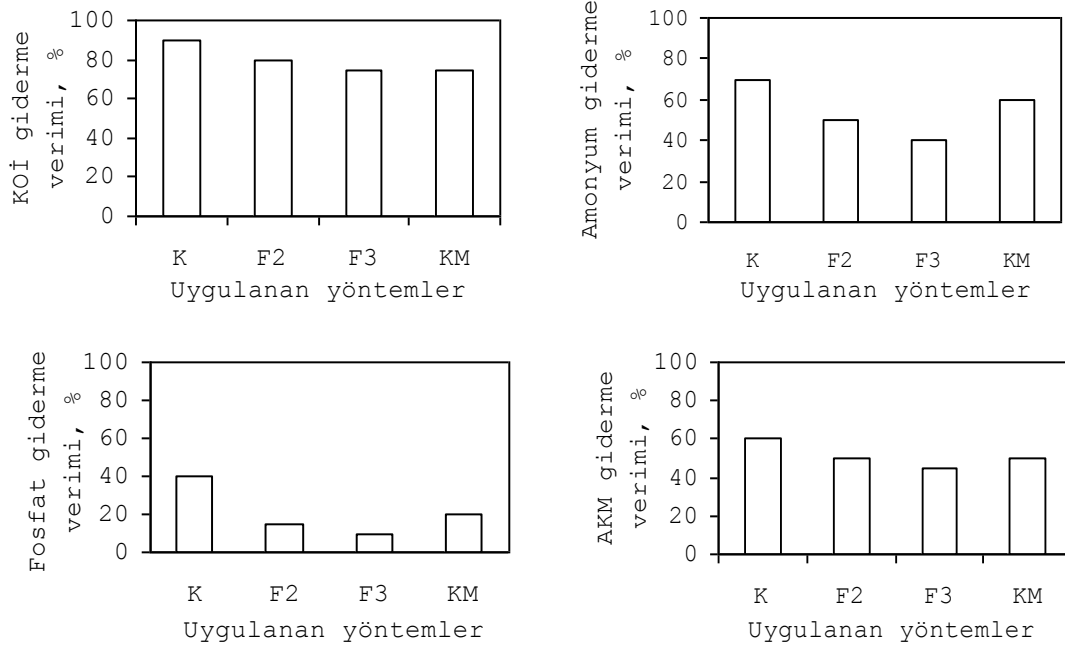 KOİ giderme
verimi, %
100
80
60
40
20
0
K F2 F3 KM
Uygulanan yöntemler
Amonyum giderme
verimi, %
100
80
60
40
20
0
K F2 F3 KM
Uygulanan yöntemler
Fosfat giderme
verimi, %
100
80
60
40
20
0
K F2 F3 KM
Uygulanan yöntemler
AKM giderme
verimi, %
100
80
60
40
20
0
K F2 F3 KM
Uygulanan yöntemler